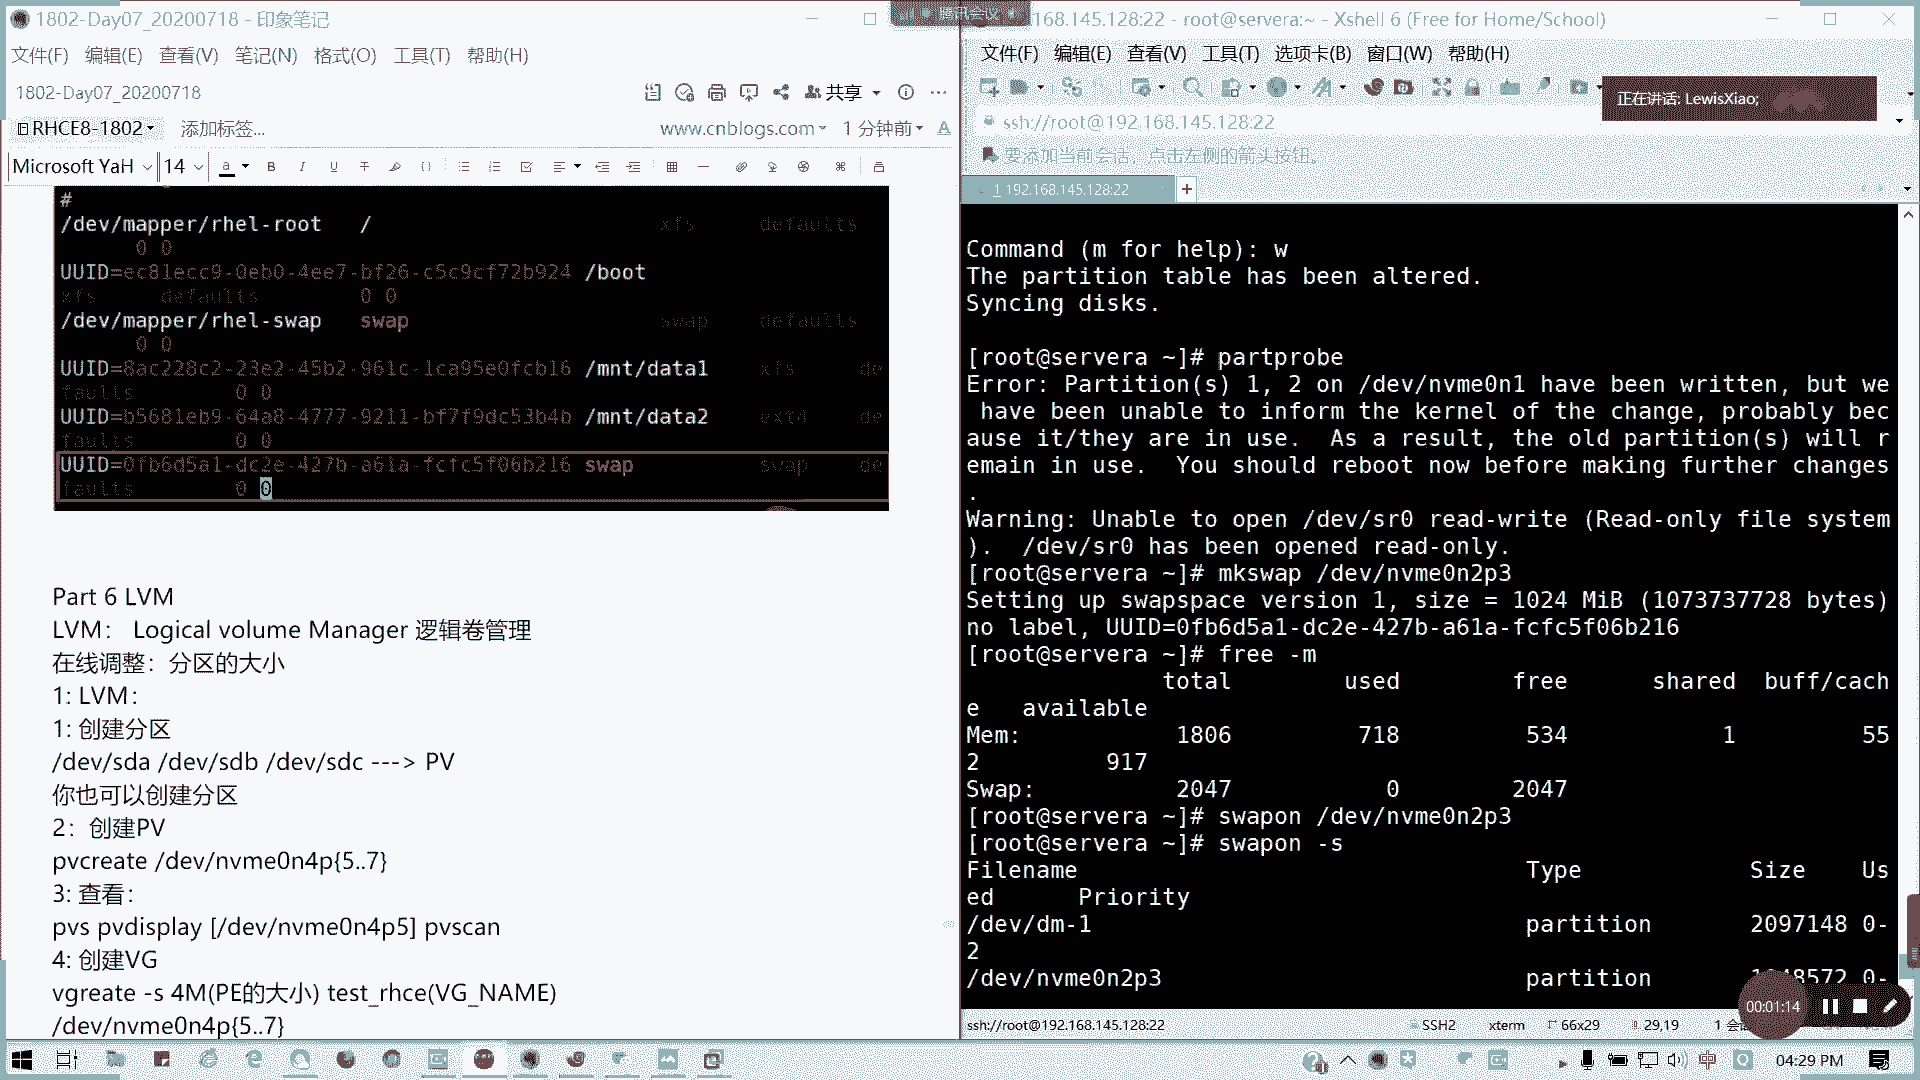 1802-Day07_20200718 - 印象笔记
文件(F) 编辑(E) 查看(V) 笔记(N) 格式(O) 工具(T) 帮助(H)
1802-Day07_20200718
共享
RHCE8-1802
添加标签...
www.cnblogs.com
1 分钟前
Microsoft YaH
14
#
/dev/mapper/rhel-root / xfs defaults
0 0
UUID=ec81ecc9-0eb0-4ee7-bf26-c5c9cf72b924 /boot
xfs defaults 0 0
/dev/mapper/rhel-swap swap swap defaults
0 0
UUID=8ac228c2-23e2-45b2-961c-1ca95e0fcb16 /mnt/data1 xfs de
faults 0 0
UUID=b5681eb9-64a8-4777-9211-bf7f9dc53b4b /mnt/data2 ext4 de
faults 0 0
UUID=0fb6d5a1-dc2e-427b-a61a-fcfc5f06b216 swap swap de
faults 0 0
Part 6 LVM
LVM： Logical volume Manager 逻辑卷管理
在线调整：分区的大小
1: LVM：
1: 创建分区
/dev/sda /dev/sdb /dev/sdc ---> PV
你也可以创建分区
2：创建PV
pvcreate /dev/nvme0n4p{5..7}
3: 查看：
pvs pvdisplay [/dev/nvme0n4p5] pvscan
4: 创建VG
vgreate -s 4M(PE的大小) test_rhce(VG_NAME)
/dev/nvme0n4p{5..7}
腾讯会议
168.145.128:22 - root@servera:~ - Xshell 6 (Free for Home/School)
文件(F) 编辑(E) 查看(V) 工具(T) 选项卡(B) 窗口(W) 帮助(H)
正在讲话: LewisXiao;
ssh://root@192.168.145.128:22
要添加当前会话，点击左侧的箭头按钮。
1 192.168.145.128:22
Command (m for help): w
The partition table has been altered.
Syncing disks.
[root@servera ~]# partprobe
Error: Partition(s) 1, 2 on /dev/nvme0n1 have been written, but we
have been unable to inform the kernel of the change, probably bec
ause it/they are in use.  As a result, the old partition(s) will r
emain in use.  You should reboot now before making further changes
.
Warning: Unable to open /dev/sr0 read-write (Read-only file system
).  /dev/sr0 has been opened read-only.
[root@servera ~]# mkswap /dev/nvme0n2p3
Setting up swapspace version 1, size = 1024 MiB (1073737728 bytes)
no label, UUID=0fb6d5a1-dc2e-427b-a61a-fcfc5f06b216
[root@servera ~]# free -m
total used free shared buff/cach
e available
Mem: 1806 718 534 1 55
2 917
Swap: 2047 0 2047
[root@servera ~]# swapon /dev/nvme0n2p3
[root@servera ~]# swapon -s
Filename Type Size Us
ed Priority
/dev/dm-1 partition 2097148 0-
2
/dev/nvme0n2p3 partition 0-
00:01:14
ssh://root@192.168.145.128:22
SSH2 xterm 66x29 29,19
04:29 PM